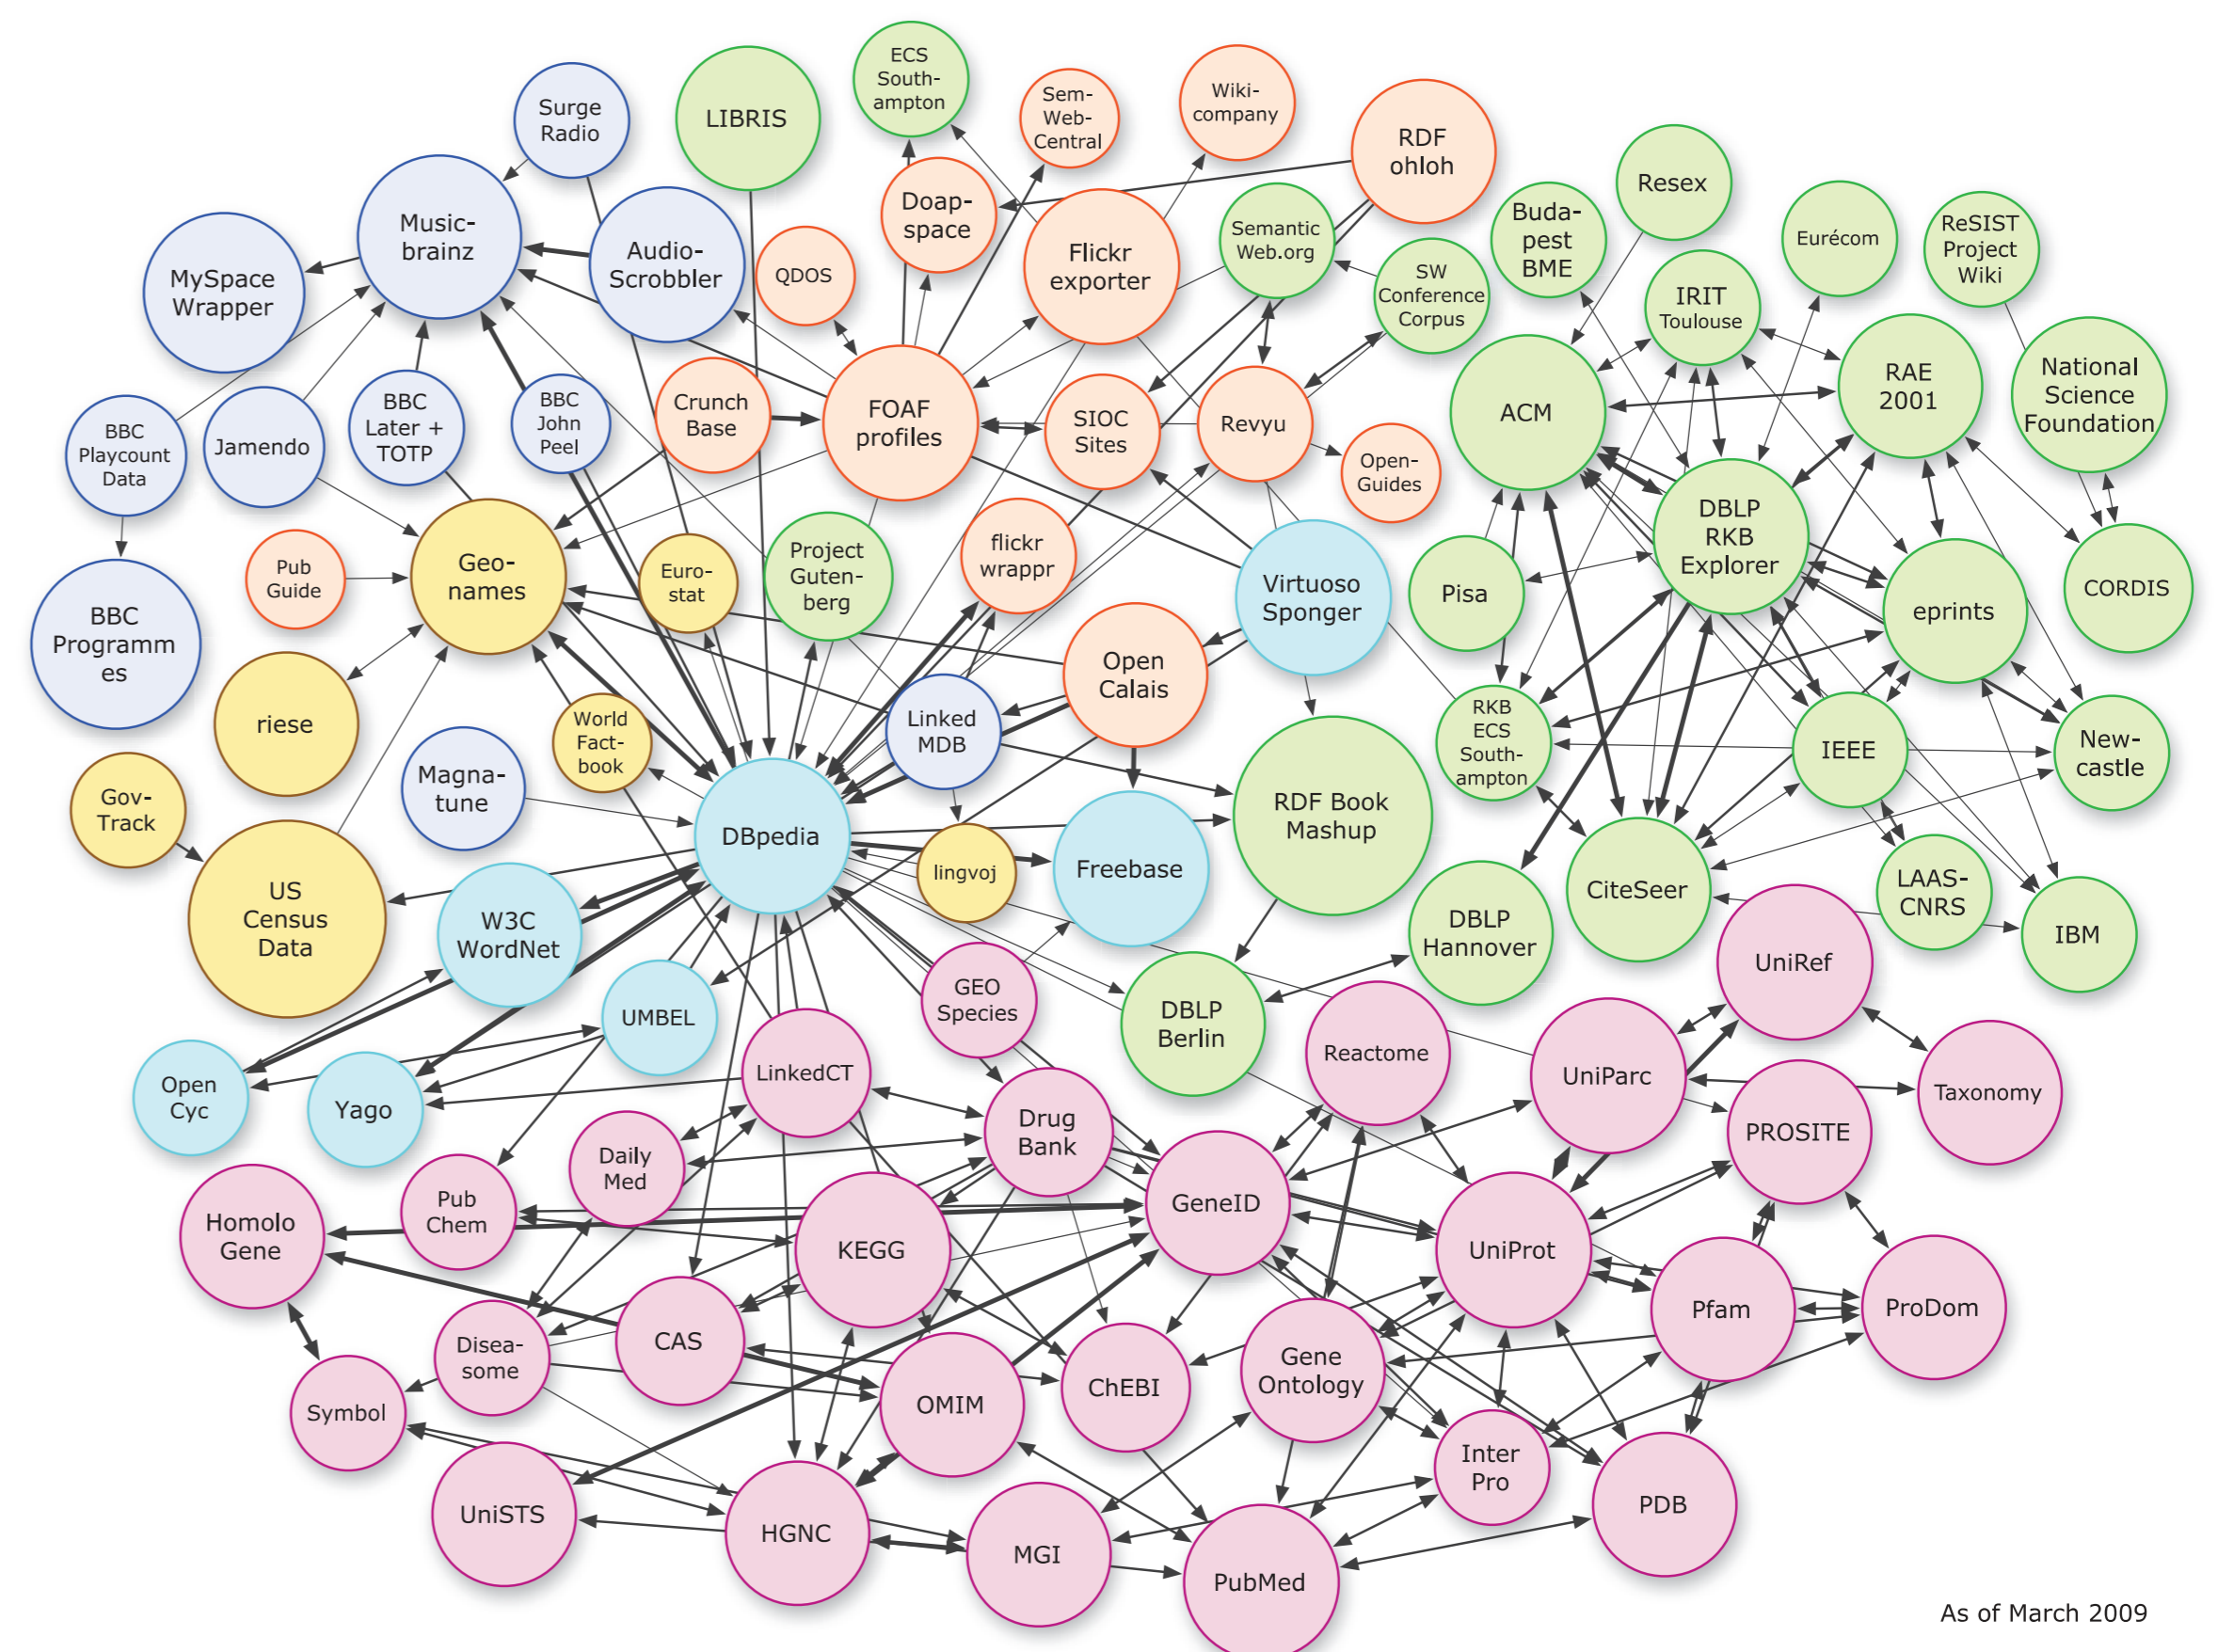 ECS
South-
ampton
Surge
Radio
LIBRIS
Sem-
Web-
Central
Wiki-
company
RDF
ohloh
Resex
Music-
brainz
Doap-
space
Semantic
Web.org
Buda-
pest
BME
Eurécom
ReSIST
Project
Wiki
MySpace
Wrapper
Audio-
Scrobbler
QDOS
Flickr
exporter
SW
Conference
Corpus
IRIT
Toulouse
BBC
Playcount
Data
Jamendo
BBC
Later +
TOTP
BBC
John
Peel
Crunch
Base
FOAF
profiles
SIOC
Sites
Revyu
Open-
Guides
ACM
RAE
2001
National
Science
Foundation
Pub
Guide
Geo-
names
Euro-
stat
Project
Guten-
berg
flickr
wrappr
Virtuoso
Sponger
Pisa
DBLP
RKB
Explorer
eprints
CORDIS
BBC
Programm
es
riese
World
Fact-
book
Linked
MDB
Open
Calais
RKB
ECS
South-
ampton
IEEE
New-
castle
Gov-
Track
Magna-
tune
DBpedia
RDF Book
Mashup
US
Census
Data
W3C
WordNet
lingvoj
Freebase
CiteSeer
LAAS-
CNRS
IBM
DBLP
Hannover
UniRef
UMBEL
GEO
Species
DBLP
Berlin
Open
Cyc
Yago
LinkedCT
Reactome
UniParc
Taxonomy
Drug
Bank
PROSITE
Daily
Med
Pub
Chem
Homolo
Gene
KEGG
GeneID
UniProt
Pfam
ProDom
Disea-
some
CAS
Symbol
OMIM
ChEBI
Gene
Ontology
Inter
Pro
UniSTS
HGNC
MGI
PubMed
PDB
As of March 2009